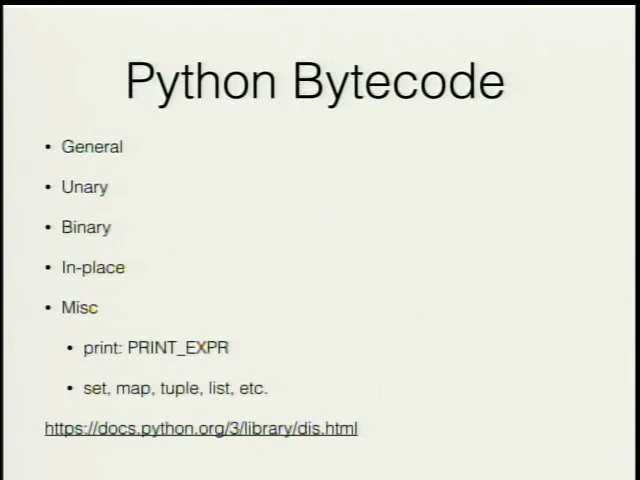 Python Bytecode
• General
• Unary
• Binary
• In-place
• Misc
• print: PRINT_EXPR
• set, map, tuple, list, etc.
https://docs.python.org/3/library/dis.html